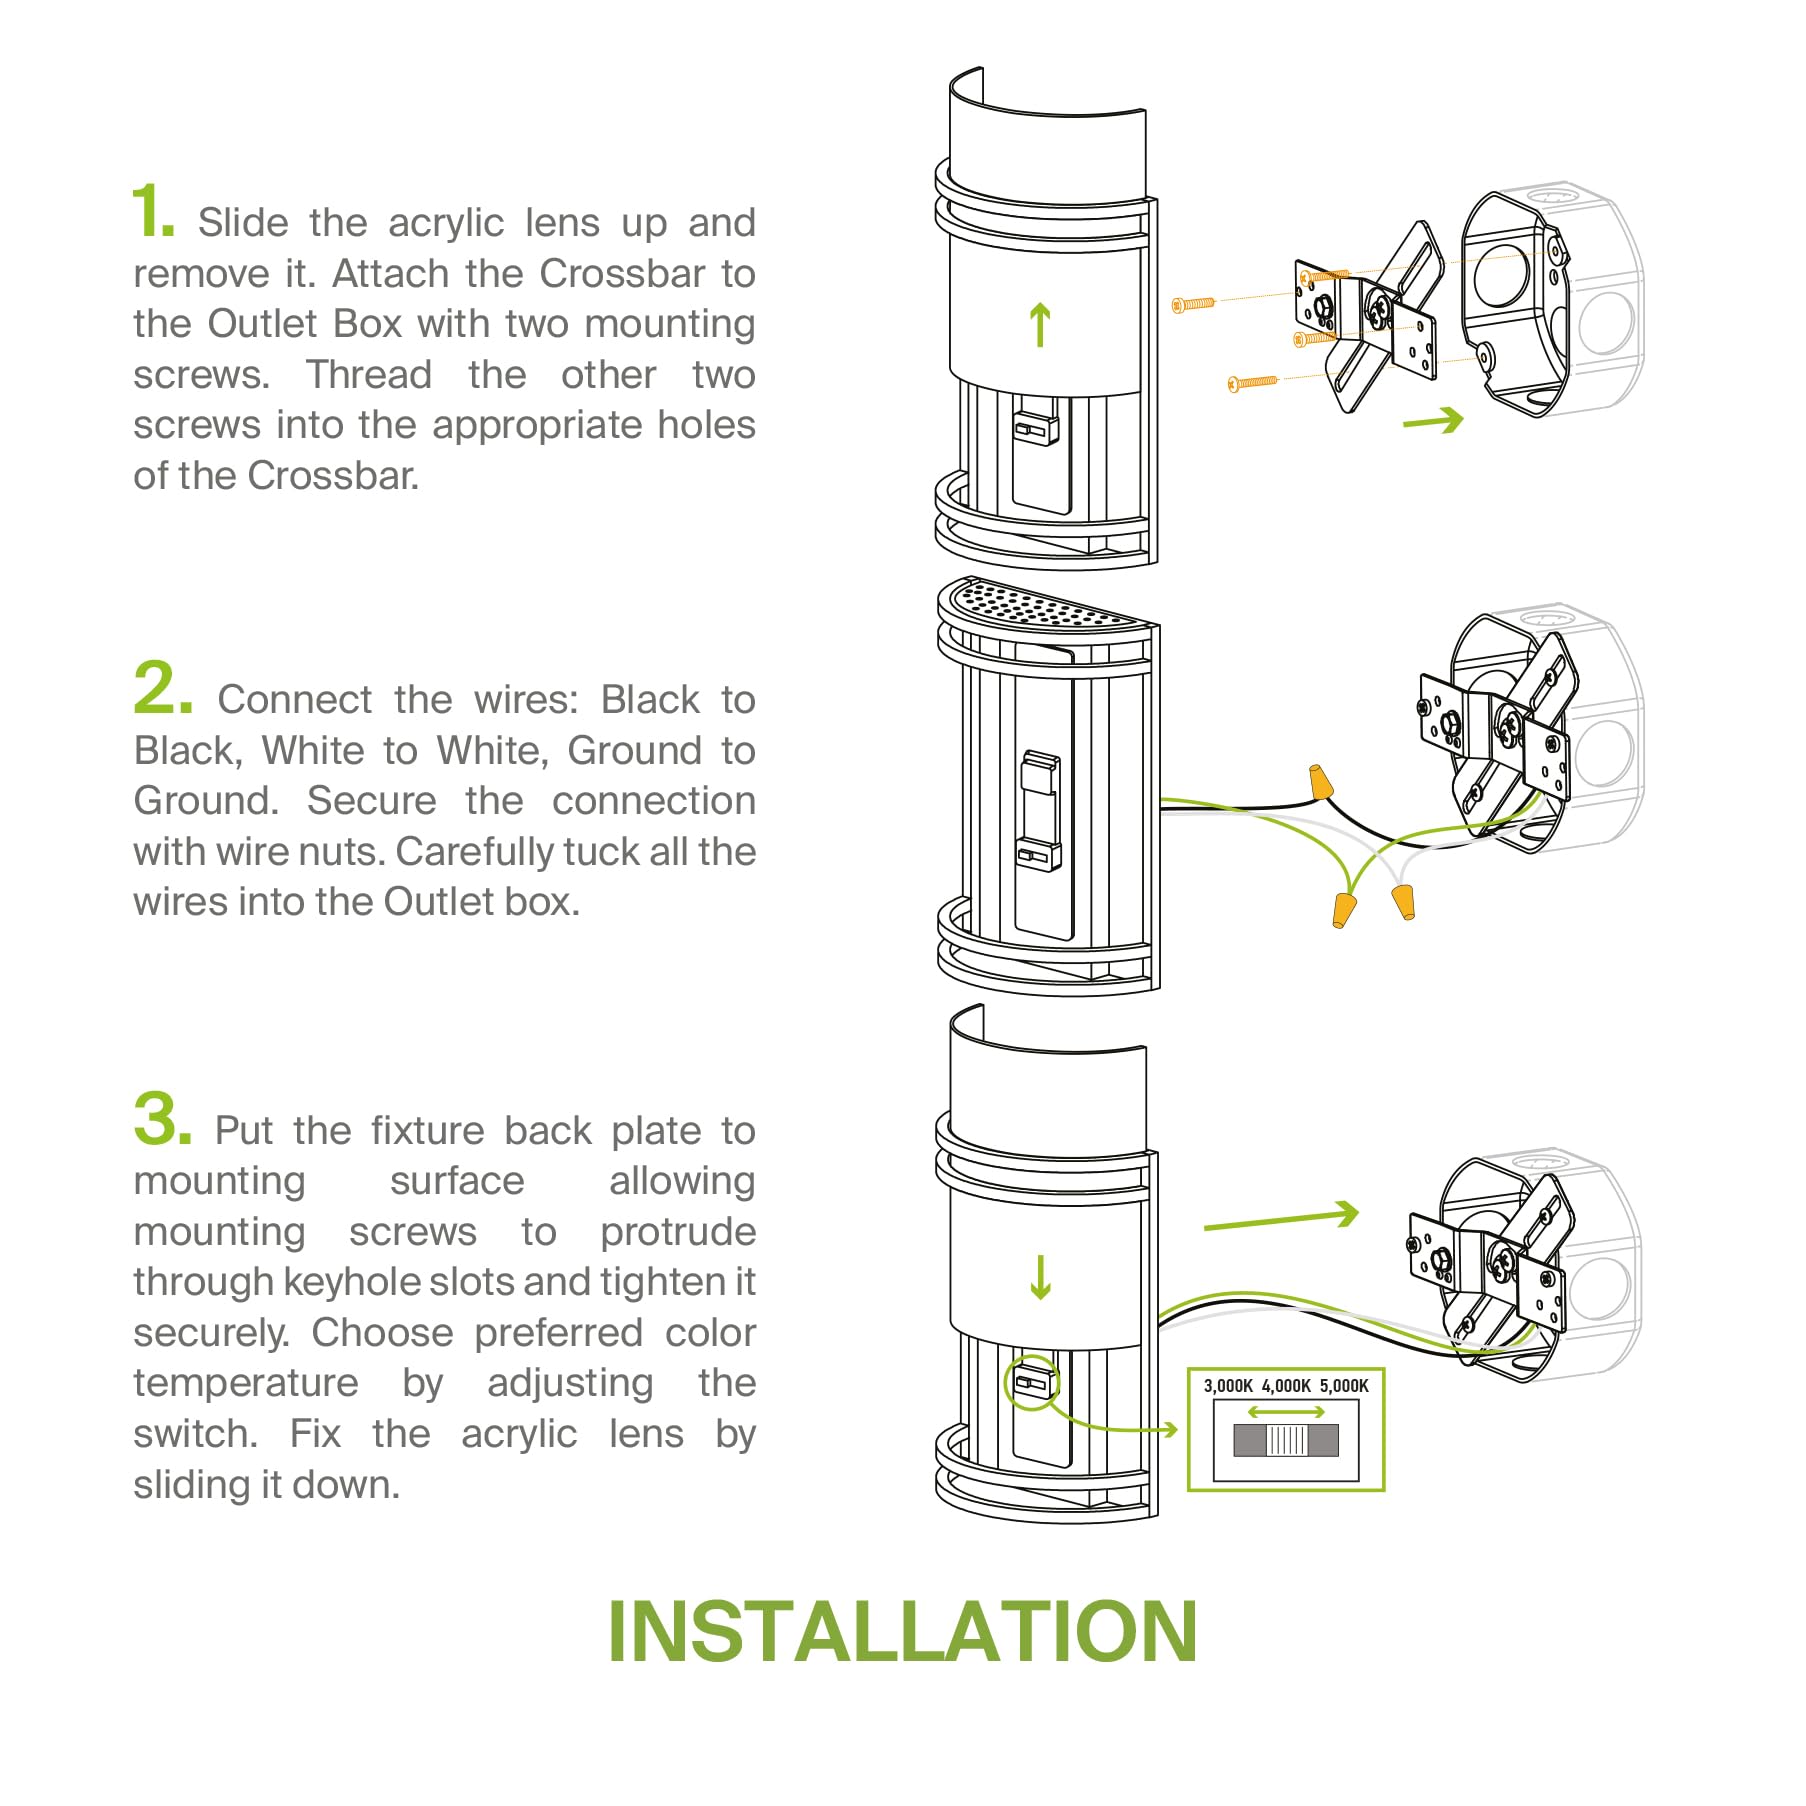 1. Slide the acrylic lens up and
remove it. Attach the Crossbar to
the Outlet Box with two mounting
screws. Thread the other two
screws into the appropriate holes
of the Crossbar.
2. Connect the wires: Black to
Black, White to White, Ground to
Ground. Secure the connection
with wire nuts. Carefully tuck all the
wires into the Outlet box.
3. Put the fixture back plate to
mounting surface allowing
mounting screws to protrude
through keyhole slots and tighten it
securely. Choose preferred color
temperature by adjusting the
switch. Fix the acrylic lens by
sliding it down.
3,000K 4,000K 5,000K
INSTALLATION